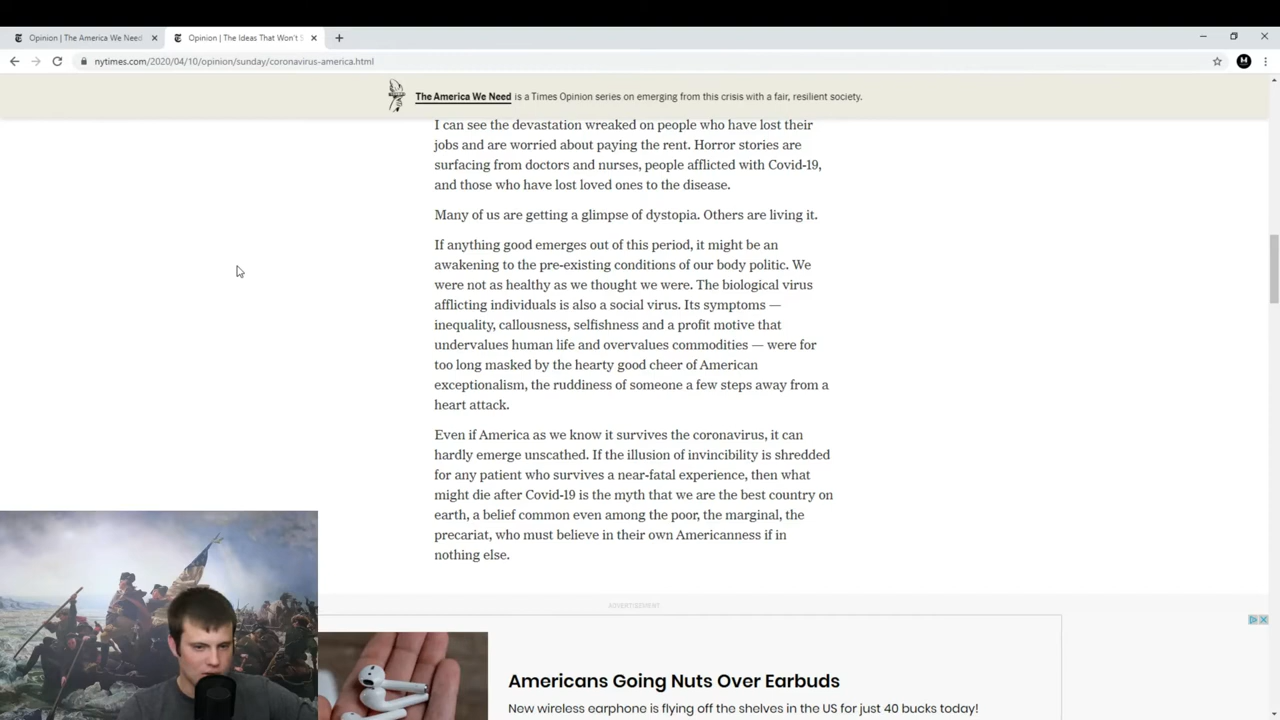 Opinion | The America We Need
Opinion | The Ideas That Won't S
nytimes.com/2020/04/10/opinion/sunday/coronavirus-america.html
The America We Need is a Times Opinion series on emerging from this crisis with a fair, resilient society.
I can see the devastation wreaked on people who have lost their
jobs and are worried about paying the rent. Horror stories are
surfacing from doctors and nurses, people afflicted with Covid-19,
and those who have lost loved ones to the disease.
Many of us are getting a glimpse of dystopia. Others are living it.
If anything good emerges out of this period, it might be an
awakening to the pre-existing conditions of our body politic. We
were not as healthy as we thought we were. The biological virus
afflicting individuals is also a social virus. Its symptoms —
inequality, callousness, selfishness and a profit motive that
undervalues human life and overvalues commodities — were for
too long masked by the hearty good cheer of American
exceptionalism, the ruddiness of someone a few steps away from a
heart attack.
Even if America as we know it survives the coronavirus, it can
hardly emerge unscathed. If the illusion of invincibility is shredded
for any patient who survives a near-fatal experience, then what
might die after Covid-19 is the myth that we are the best country on
earth, a belief common even among the poor, the marginal, the
precariat, who must believe in their own Americanness if in
nothing else.
ADVERTISEMENT
Americans Going Nuts Over Earbuds
New wireless earphone is flying off the shelves in the US for just 40 bucks today!